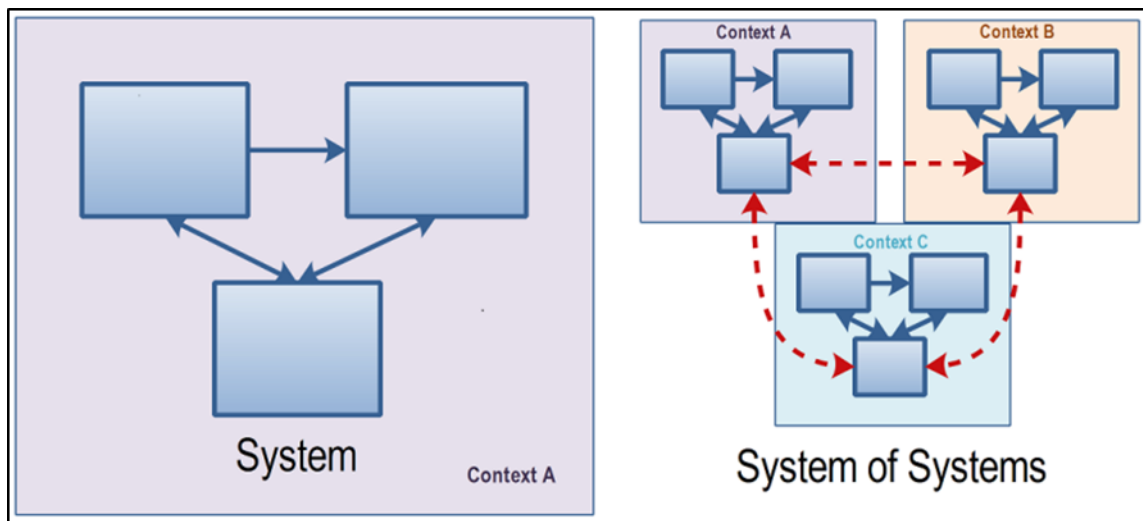 System
Context A
Context A
Context B
Context C
System of Systems